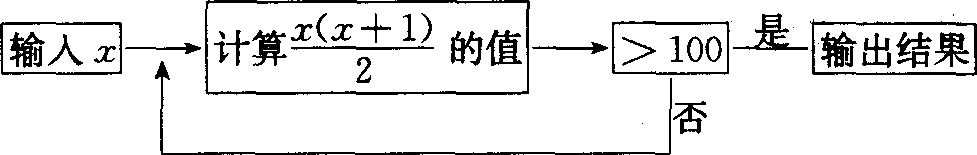 输入 x 计算 x(x+1)/2 的值 >100 是 输出结果
否